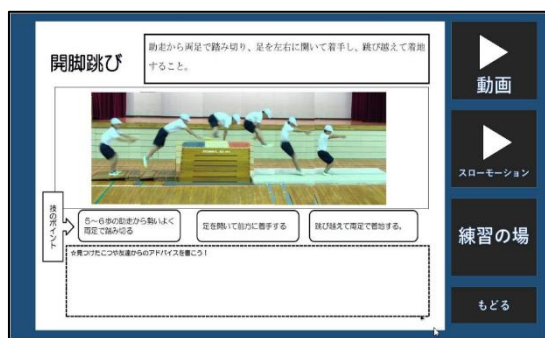 開脚跳び
助走から両足で踏み切り、足を左右に開いて着手し、跳び越えて着地
すること。
技のポイント
5～6歩の助走から勢いよく
両足で踏み切る
足を開いて前方に着手する
跳び越えて両足で着地する。
☆見つけたこつや友達からのアドバイスを書こう！
動画
スローモーション
練習の場
もどる